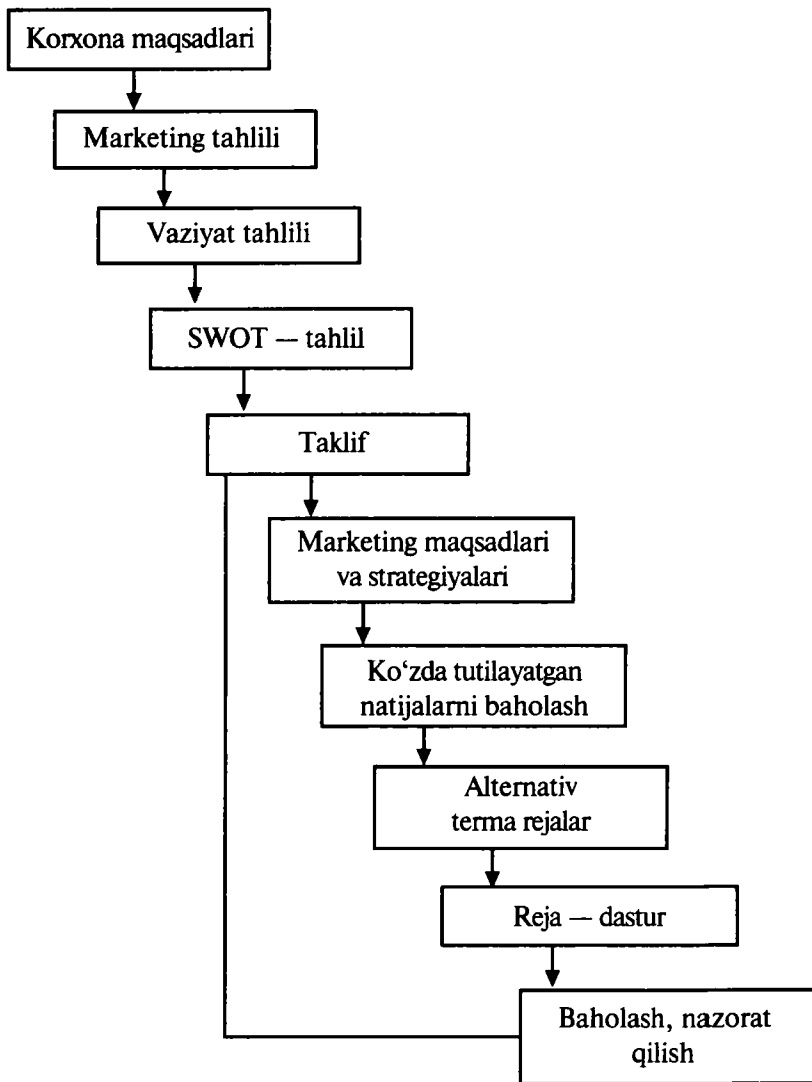 Korxona maqsadlari
Marketing tahlili
Vaziyat tahlili
SWOT — tahlil
Taklif
Marketing maqsadlari
va strategiyalari
Ko‘zda tutilayatgan
natijalarni baholash
Alternativ
terma rejalar
Reja — dastur
Baholash, nazorat
qilish